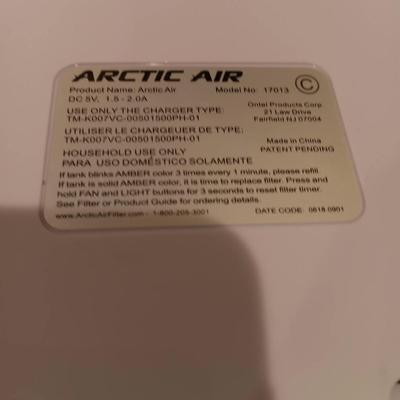 ARCTIC AIR
Product Name: Arctic Air Model No: 17013
DC 5V, 1.5 - 2.0A
C
USE ONLY THE CHARGER TYPE:
TM-K007VC-00501500PH-01
Ontel Products Corp.
21 Law Drive
Fairfield NJ 07004
UTILISER LE CHARGEUER DE TYPE:
TM-K007VC-00501500PH-01
Made in China
PATENT PENDING
HOUSEHOLD USE ONLY
PARA USO DOMÉSTICO SOLAMENTE
If tank blinks AMBER color 3 times every 1 minute, please refill.
If tank is solid AMBER color, it is time to replace filter. Press and
hold FAN and LIGHT buttons for 3 seconds to reset filter timer.
See Filter or Product Guide for ordering details.
www.ArcticAirFilter.com - 1-800-205-3001 DATE CODE: 0618.0901